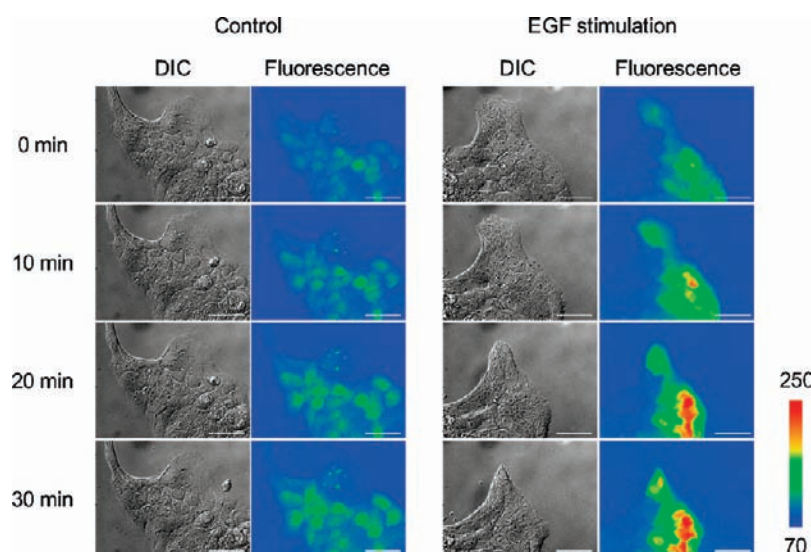 Control EGF stimulation
DIC Fluorescence DIC Fluorescence
0 min
10 min
20 min
30 min
250
70